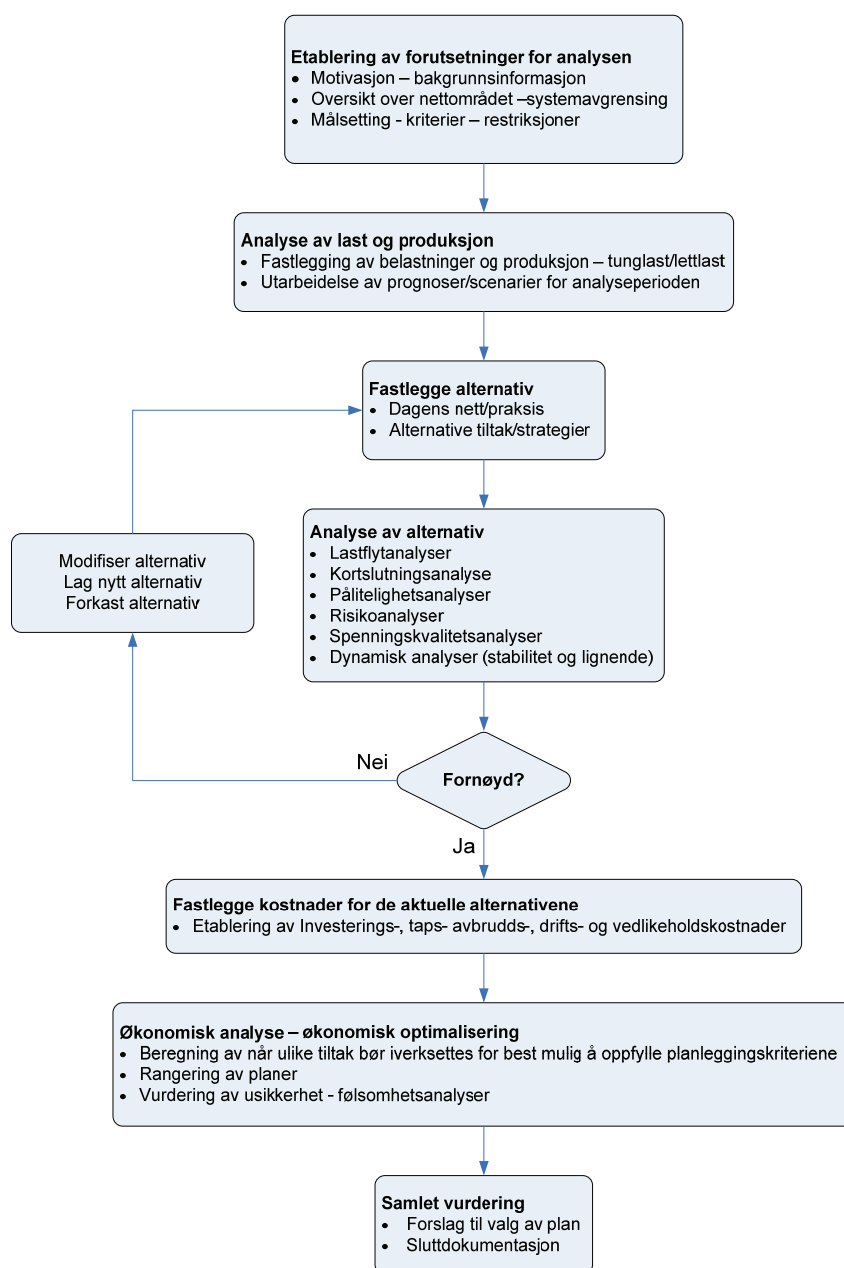 Etablering av forutsetninger for analysen
• Motivasjon – bakgrunnsinformasjon
• Oversikt over nettområdet –systemavgrensing
• Målsetting - kriterier – restriksjoner
Analyse av last og produksjon
• Fastlegging av belastninger og produksjon – tunglast/lettlast
• Utarbeidelse av prognoser/scenarier for analyseperioden
Fastlegge alternativ
• Dagens nett/praksis
• Alternative tiltak/strategier
Analyse av alternativ
• Lastflytanalyser
• Kortslutningsanalyse
• Pålitelighetsanalyser
• Risikoanalyser
• Spenningskvalitetsanalyser
• Dynamisk analyser (stabilitet og lignende)
Modifiser alternativ
Lag nytt alternativ
Forkast alternativ
Nei
Fornøyd?
Ja
Fastlegge kostnader for de aktuelle alternativene
• Etablering av Investerings-, taps- avbrudds-, drifts- og vedlikeholdskostnader
Økonomisk analyse – økonomisk optimalisering
• Beregning av når ulike tiltak bør iverksettes for best mulig å oppfylle planleggingskriteriene
• Rangering av planer
• Vurdering av usikkerhet - følsomhetsanalyser
Samlet vurdering
• Forslag til valg av plan
• Sluttdokumentasjon